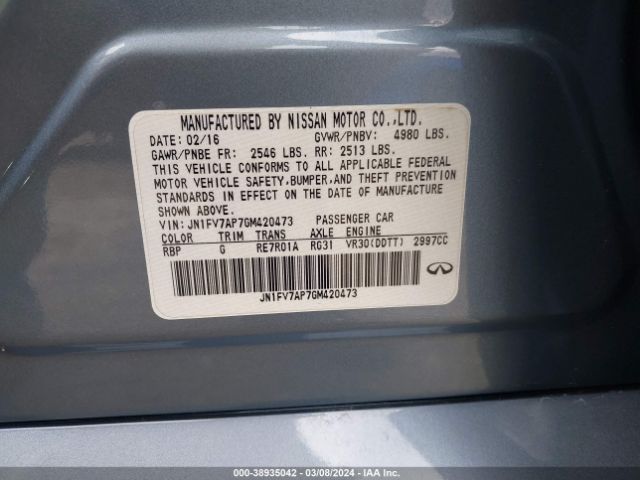 MANUFACTURED BY NISSAN MOTOR CO.,LTD.
DATE: 02/16 GVWR/PNBV: 4980 LBS.
GAWR/PNBE FR: 2546 LBS. RR: 2513 LBS.
THIS VEHICLE CONFORMS TO ALL APPLICABLE FEDERAL
MOTOR VEHICLE SAFETY,BUMPER,AND THEFT PREVENTION
STANDARDS IN EFFECT ON THE DATE OF MANUFACTURE
SHOWN ABOVE.
VIN: JN1FV7AP7GM420473 PASSENGER CAR
COLOR TRIM TRANS AXLE ENGINE
RBP G RE7R01A RG31 VR30(DDTT) 2997CC
JN1FV7AP7GM420473
000-38935042 — 03/08/2024 — IAA Inc.